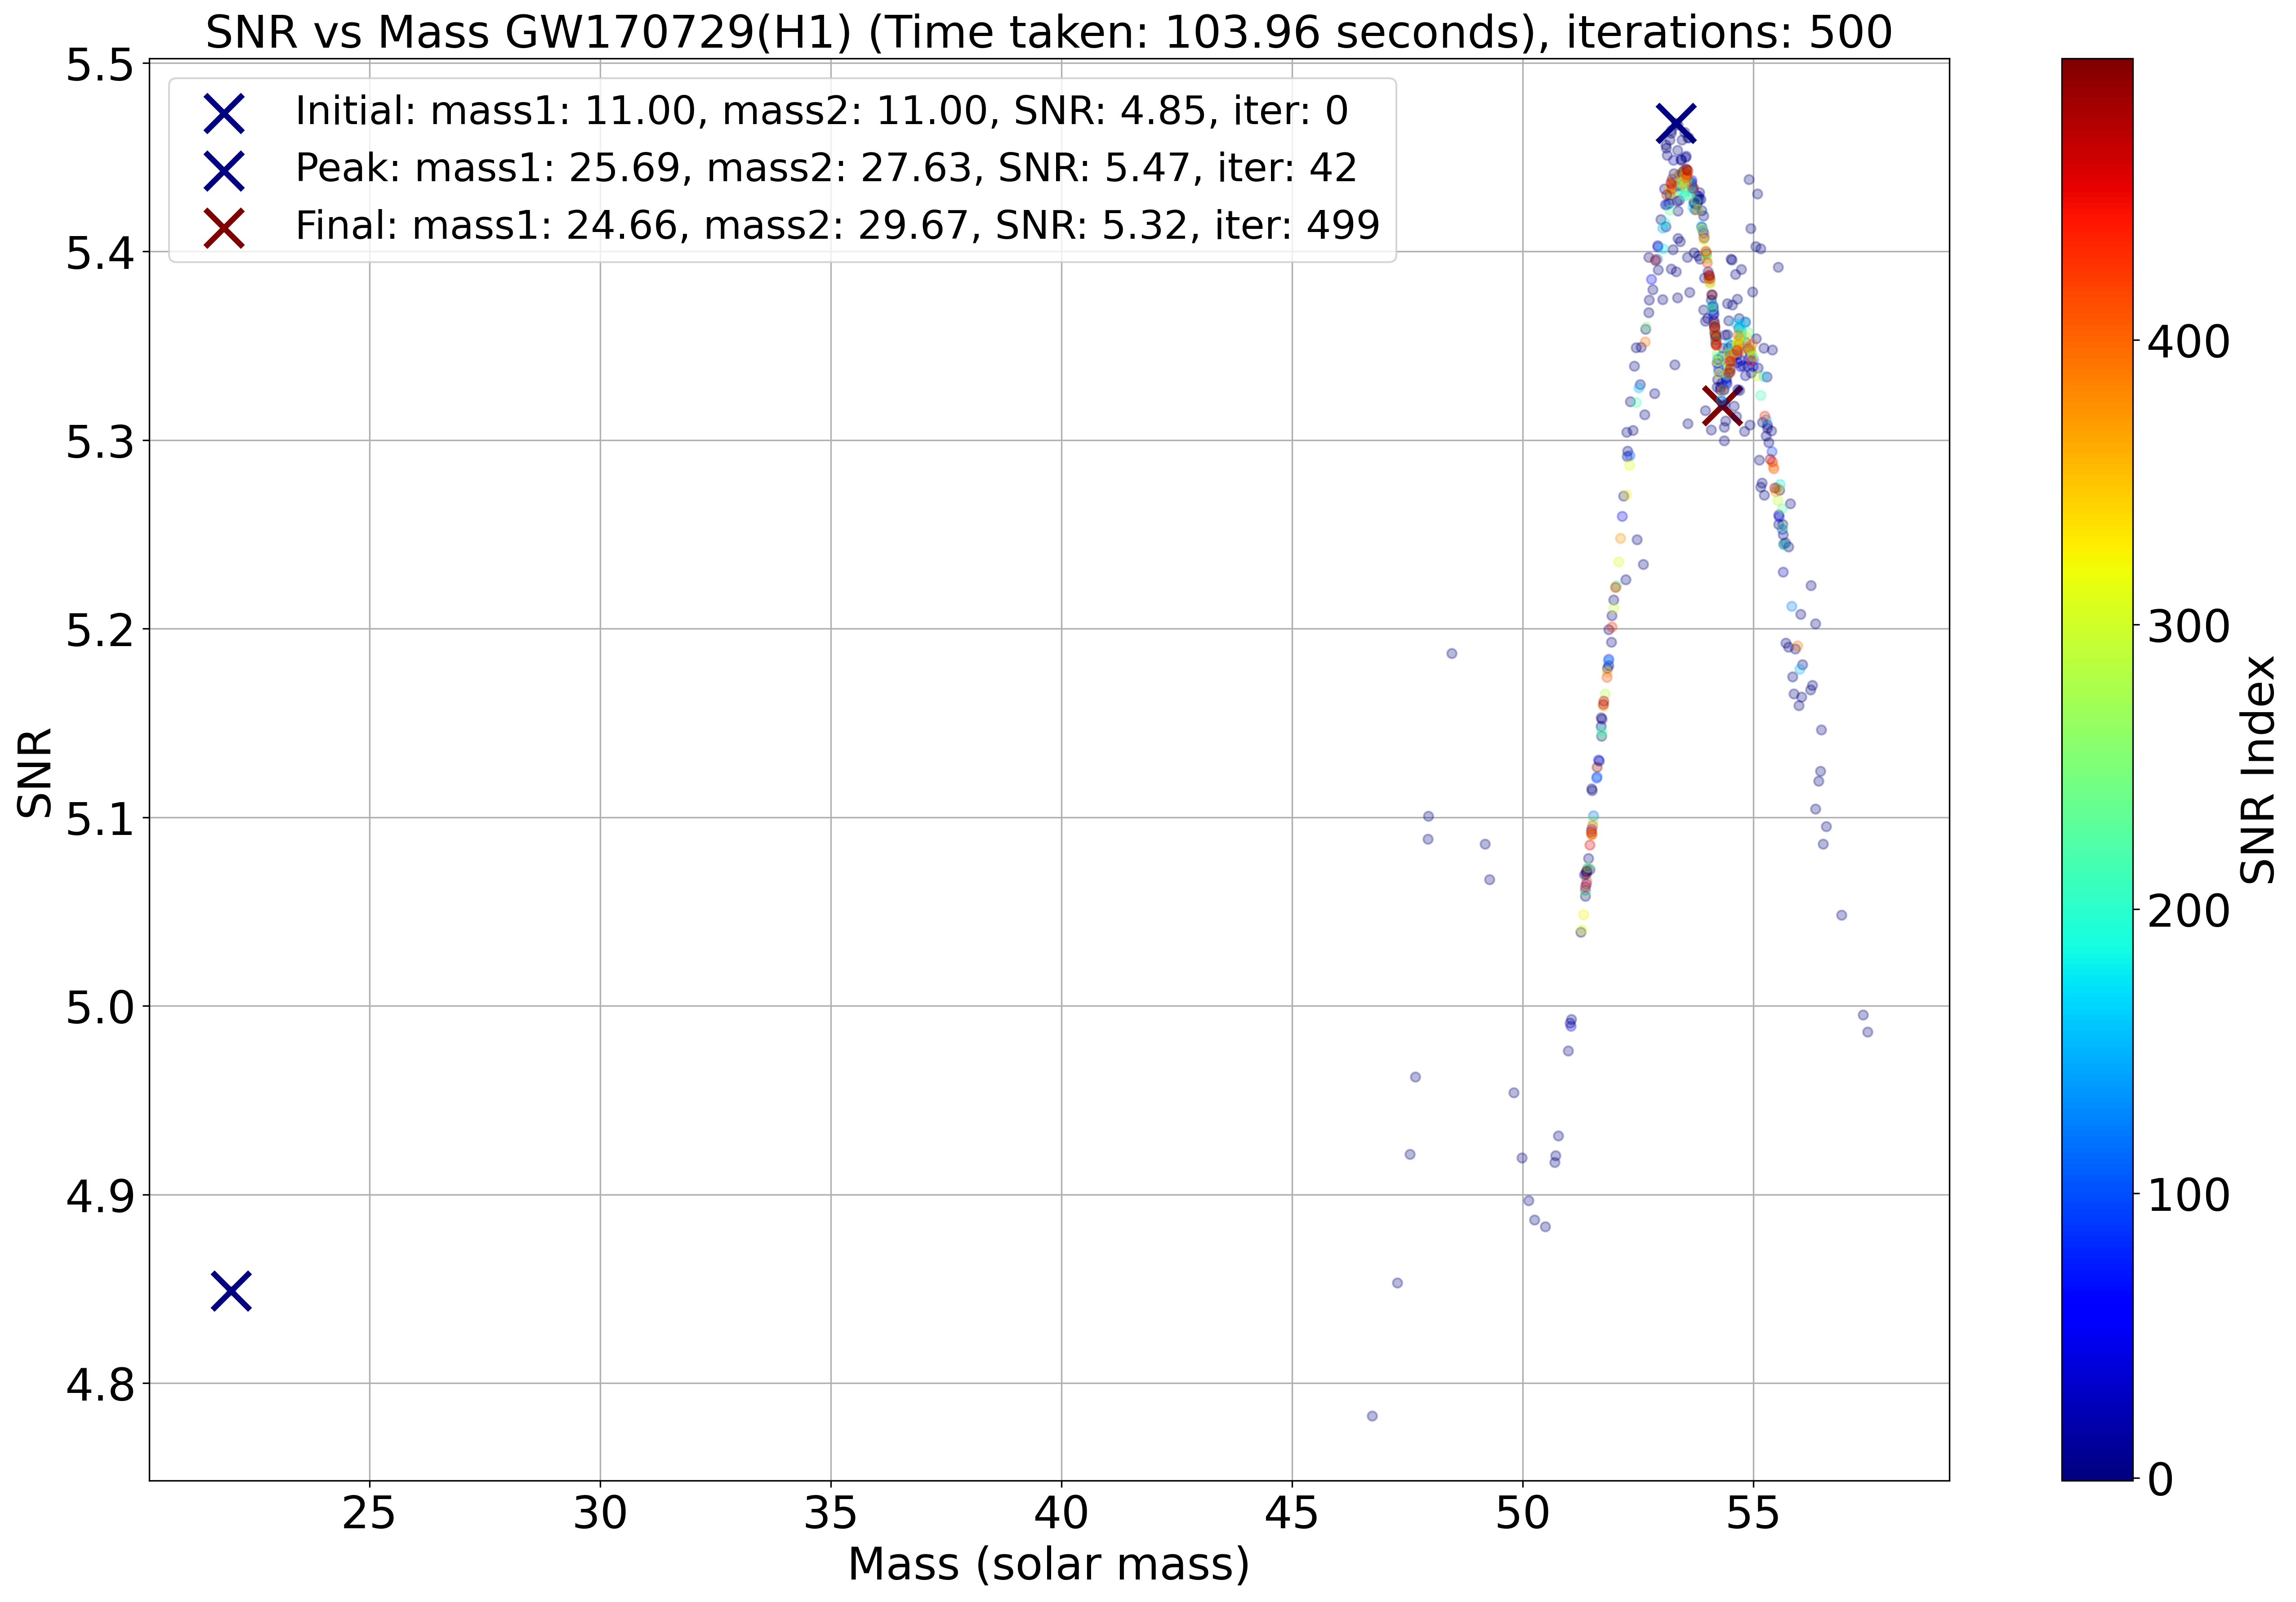 SNR vs Mass GW170729(H1) (Time taken: 103.96 seconds), iterations: 500
Initial: mass1: 11.00, mass2: 11.00, SNR: 4.85, iter: 0
Peak: mass1: 25.69, mass2: 27.63, SNR: 5.47, iter: 42
Final: mass1: 24.66, mass2: 29.67, SNR: 5.32, iter: 499
SNR
5.5
5.4
5.3
5.2
5.1
5.0
4.9
4.8
25 30 35 40 45 50 55
Mass (solar mass)
400
300
200
100
0
SNR Index